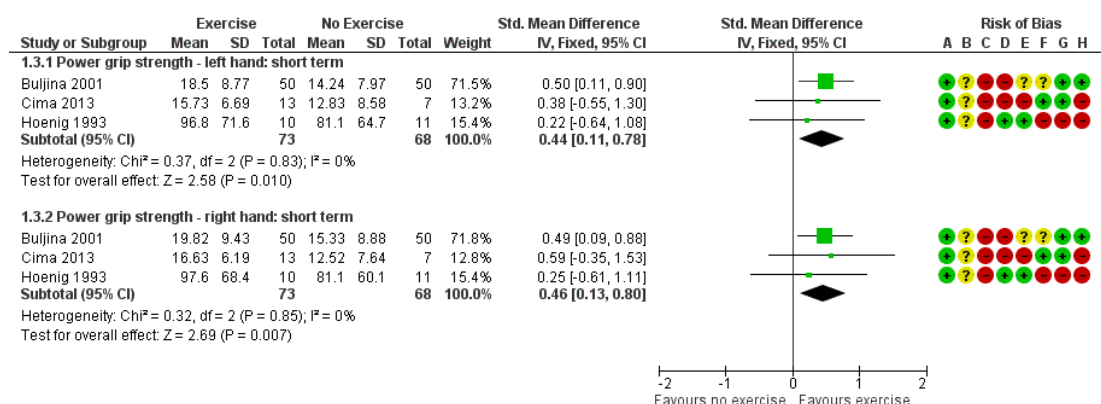 Exercise No Exercise Std. Mean Difference Std. Mean Difference Risk of Bias
Study or Subgroup Mean SD Total Mean SD Total Weight IV, Fixed, 95% CI IV, Fixed, 95% CI A B C D E F G H
1.3.1 Power grip strength - left hand: short term
Buljina 2001 18.5 8.77 50 14.24 7.97 50 71.5% 0.50 [0.11, 0.90] + ? - - ? ? + +
Cima 2013 15.73 6.69 13 12.83 8.58 7 13.2% 0.38 [-0.55, 1.30] + ? - - - + + -
Hoenig 1993 96.8 71.6 10 81.1 64.7 11 15.4% 0.22 [-0.64, 1.08] + ? - + + - - -
Subtotal (95% CI) 73 68 100.0% 0.44 [0.11, 0.78]
Heterogeneity: Chi² = 0.37, df = 2 (P = 0.83); I² = 0%
Test for overall effect: Z = 2.58 (P = 0.010)
1.3.2 Power grip strength - right hand: short term
Buljina 2001 19.82 9.43 50 15.33 8.88 50 71.8% 0.49 [0.09, 0.88] + ? - - ? ? + +
Cima 2013 16.63 6.19 13 12.52 7.64 7 12.8% 0.59 [-0.35, 1.53] + ? - - - + + -
Hoenig 1993 97.6 68.4 10 81.1 60.1 11 15.4% 0.25 [-0.61, 1.11] + ? - + + - - -
Subtotal (95% CI) 73 68 100.0% 0.46 [0.13, 0.80]
Heterogeneity: Chi² = 0.32, df = 2 (P = 0.85); I² = 0%
Test for overall effect: Z = 2.69 (P = 0.007)
-2 -1 0 1 2
Favours no exercise Favours exercise